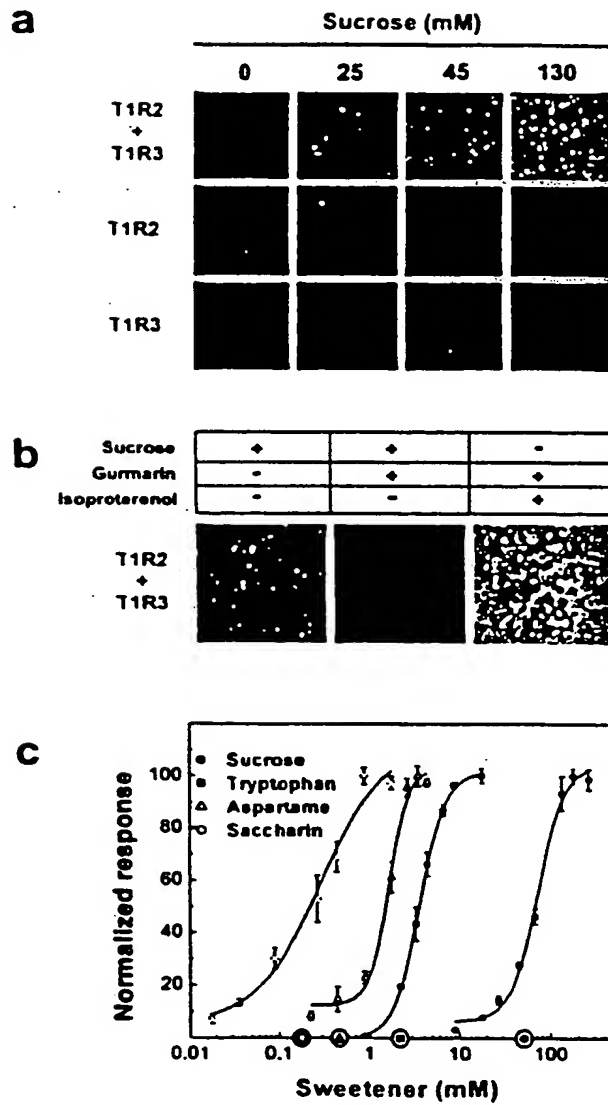 a
Sucrose (mM)
0 25 45 130
T1R2
+
T1R3
T1R2
T1R3
b
Sucrose + + -
Gurmarin - + +
Isoproterenol - - +
T1R2
+
T1R3
c
Normalized response
100
80
60
40
20
Sucrose
Tryptophan
Aspartame
Saccharin
0.01 0.1 1 10 100
Sweetener (mM)